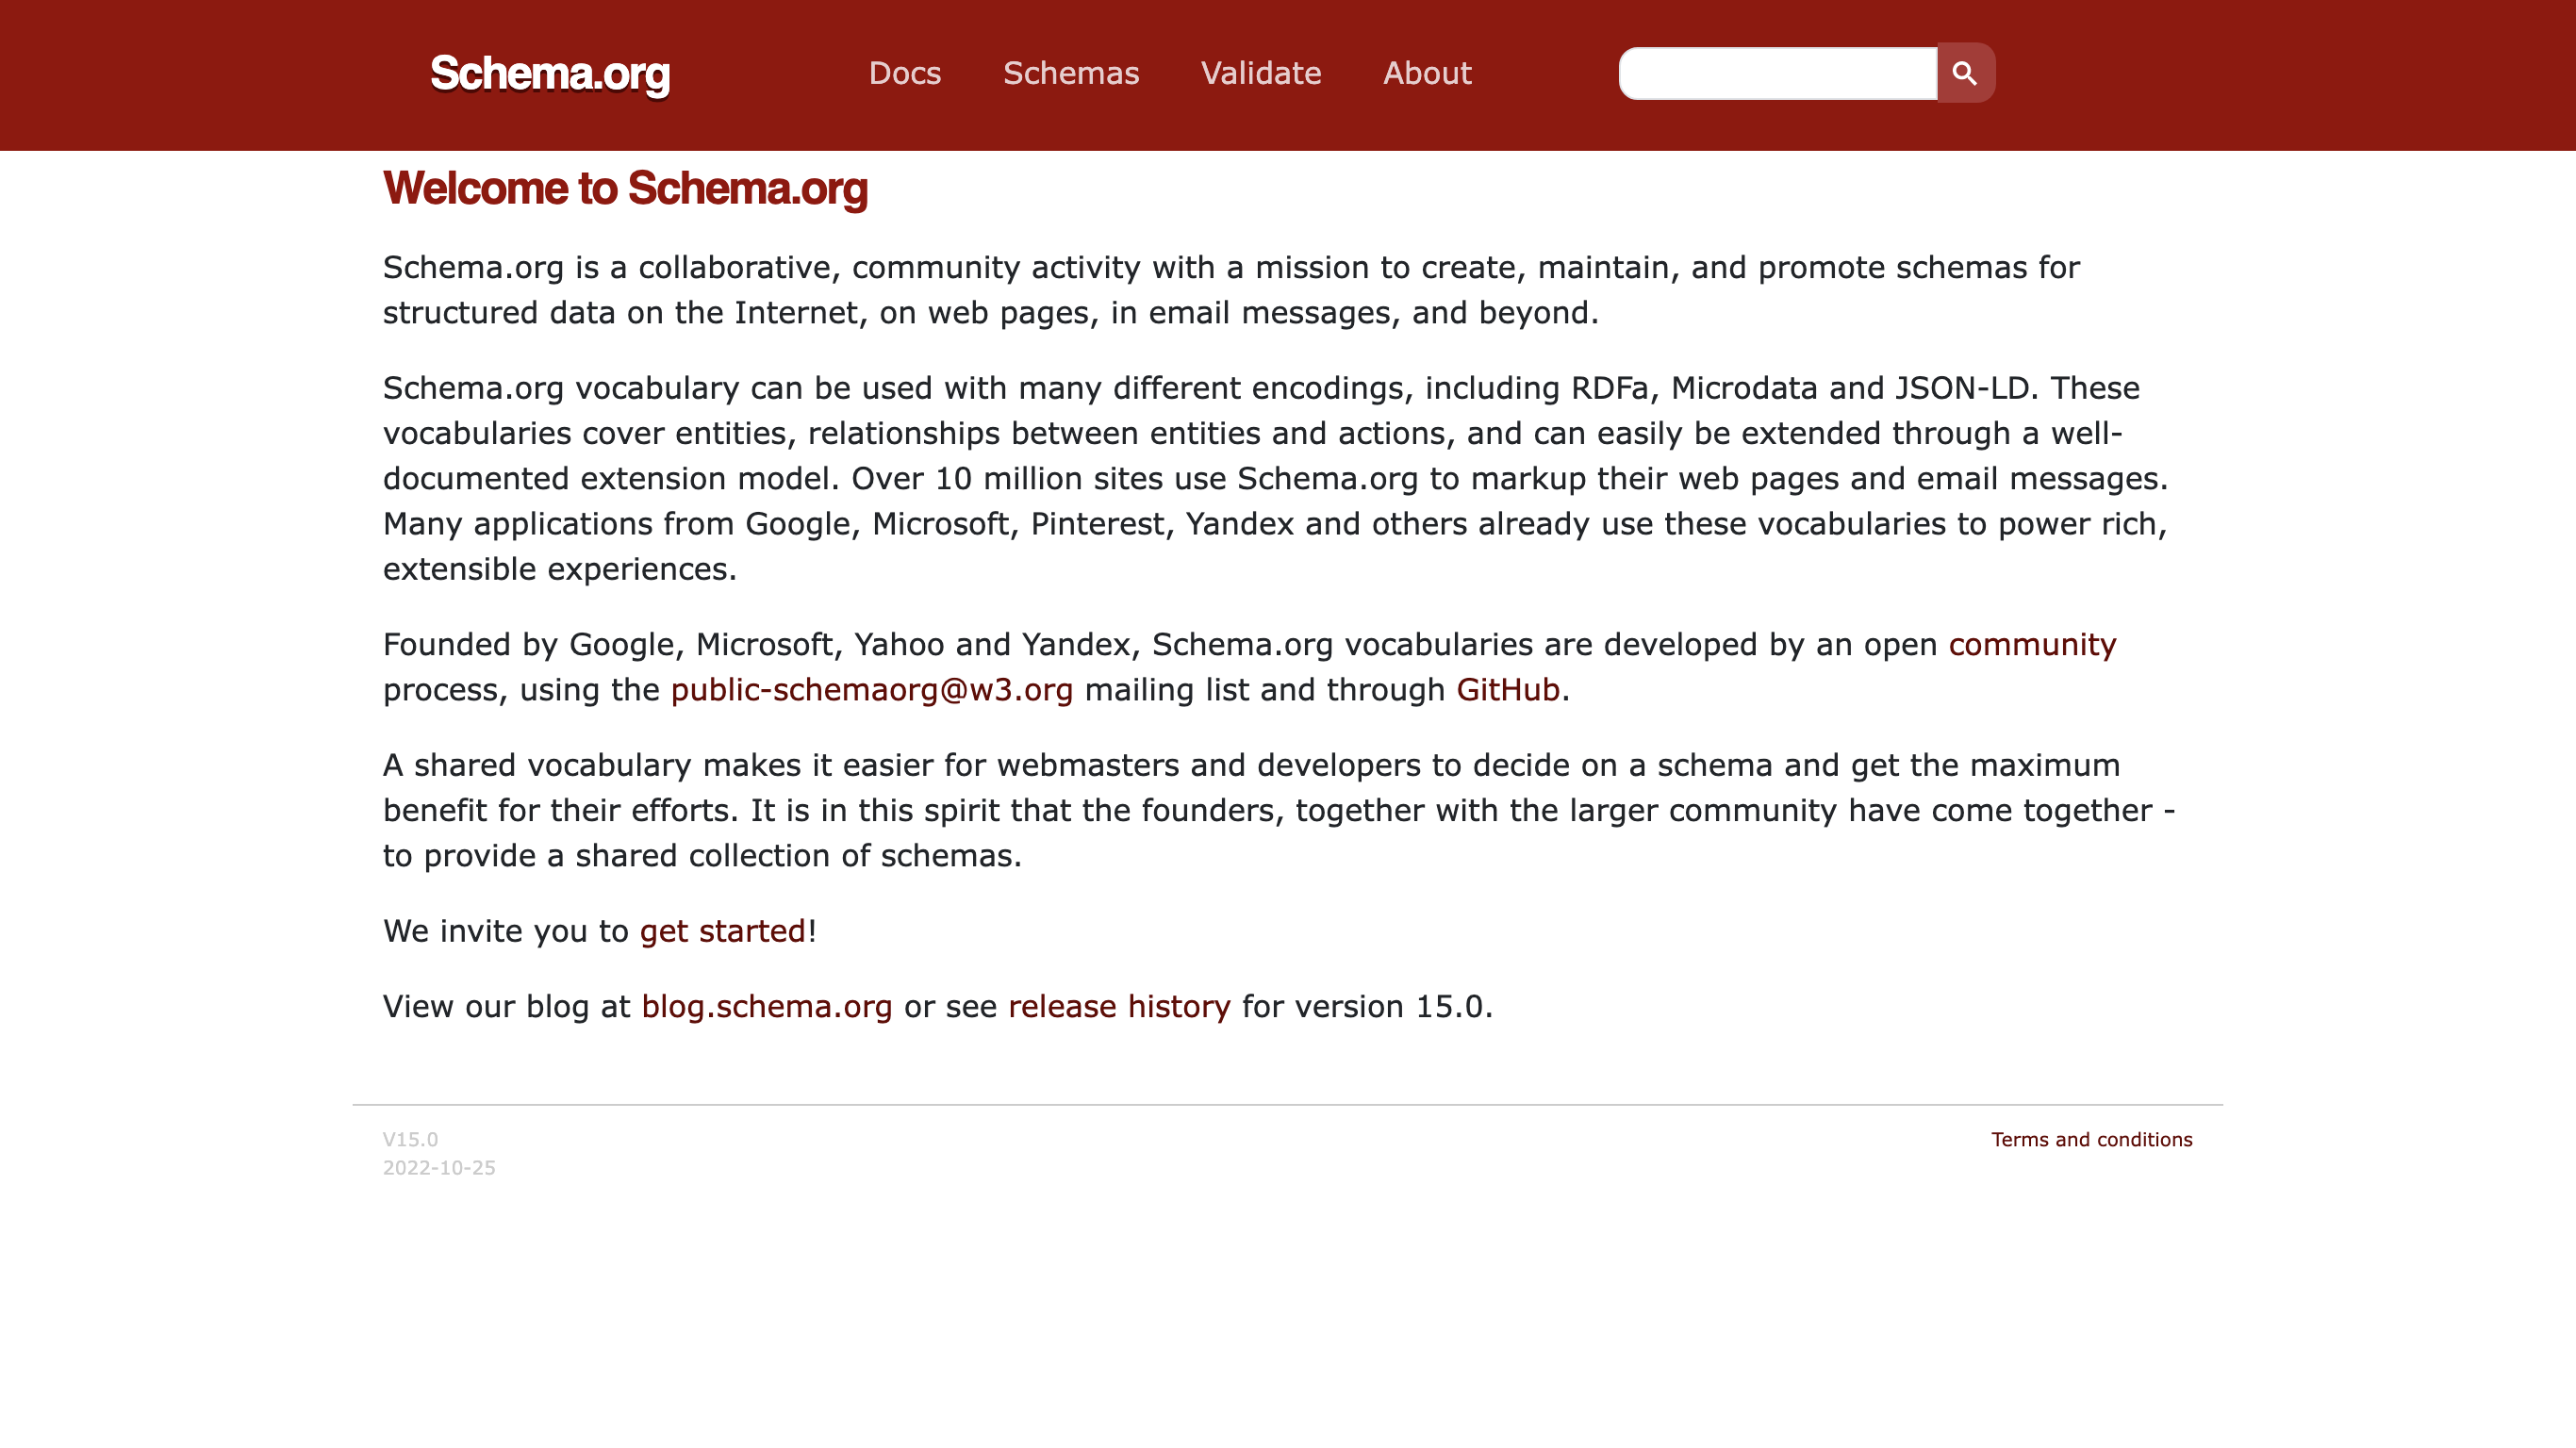 Schema.org
Docs Schemas Validate About
Welcome to Schema.org
Schema.org is a collaborative, community activity with a mission to create, maintain, and promote schemas for
structured data on the Internet, on web pages, in email messages, and beyond.
Schema.org vocabulary can be used with many different encodings, including RDFa, Microdata and JSON-LD. These
vocabularies cover entities, relationships between entities and actions, and can easily be extended through a well-
documented extension model. Over 10 million sites use Schema.org to markup their web pages and email messages.
Many applications from Google, Microsoft, Pinterest, Yandex and others already use these vocabularies to power rich,
extensible experiences.
Founded by Google, Microsoft, Yahoo and Yandex, Schema.org vocabularies are developed by an open community
process, using the public-schemaorg@w3.org mailing list and through GitHub.
A shared vocabulary makes it easier for webmasters and developers to decide on a schema and get the maximum
benefit for their efforts. It is in this spirit that the founders, together with the larger community have come together -
to provide a shared collection of schemas.
We invite you to get started!
View our blog at blog.schema.org or see release history for version 15.0.
V15.0
2022-10-25
Terms and conditions